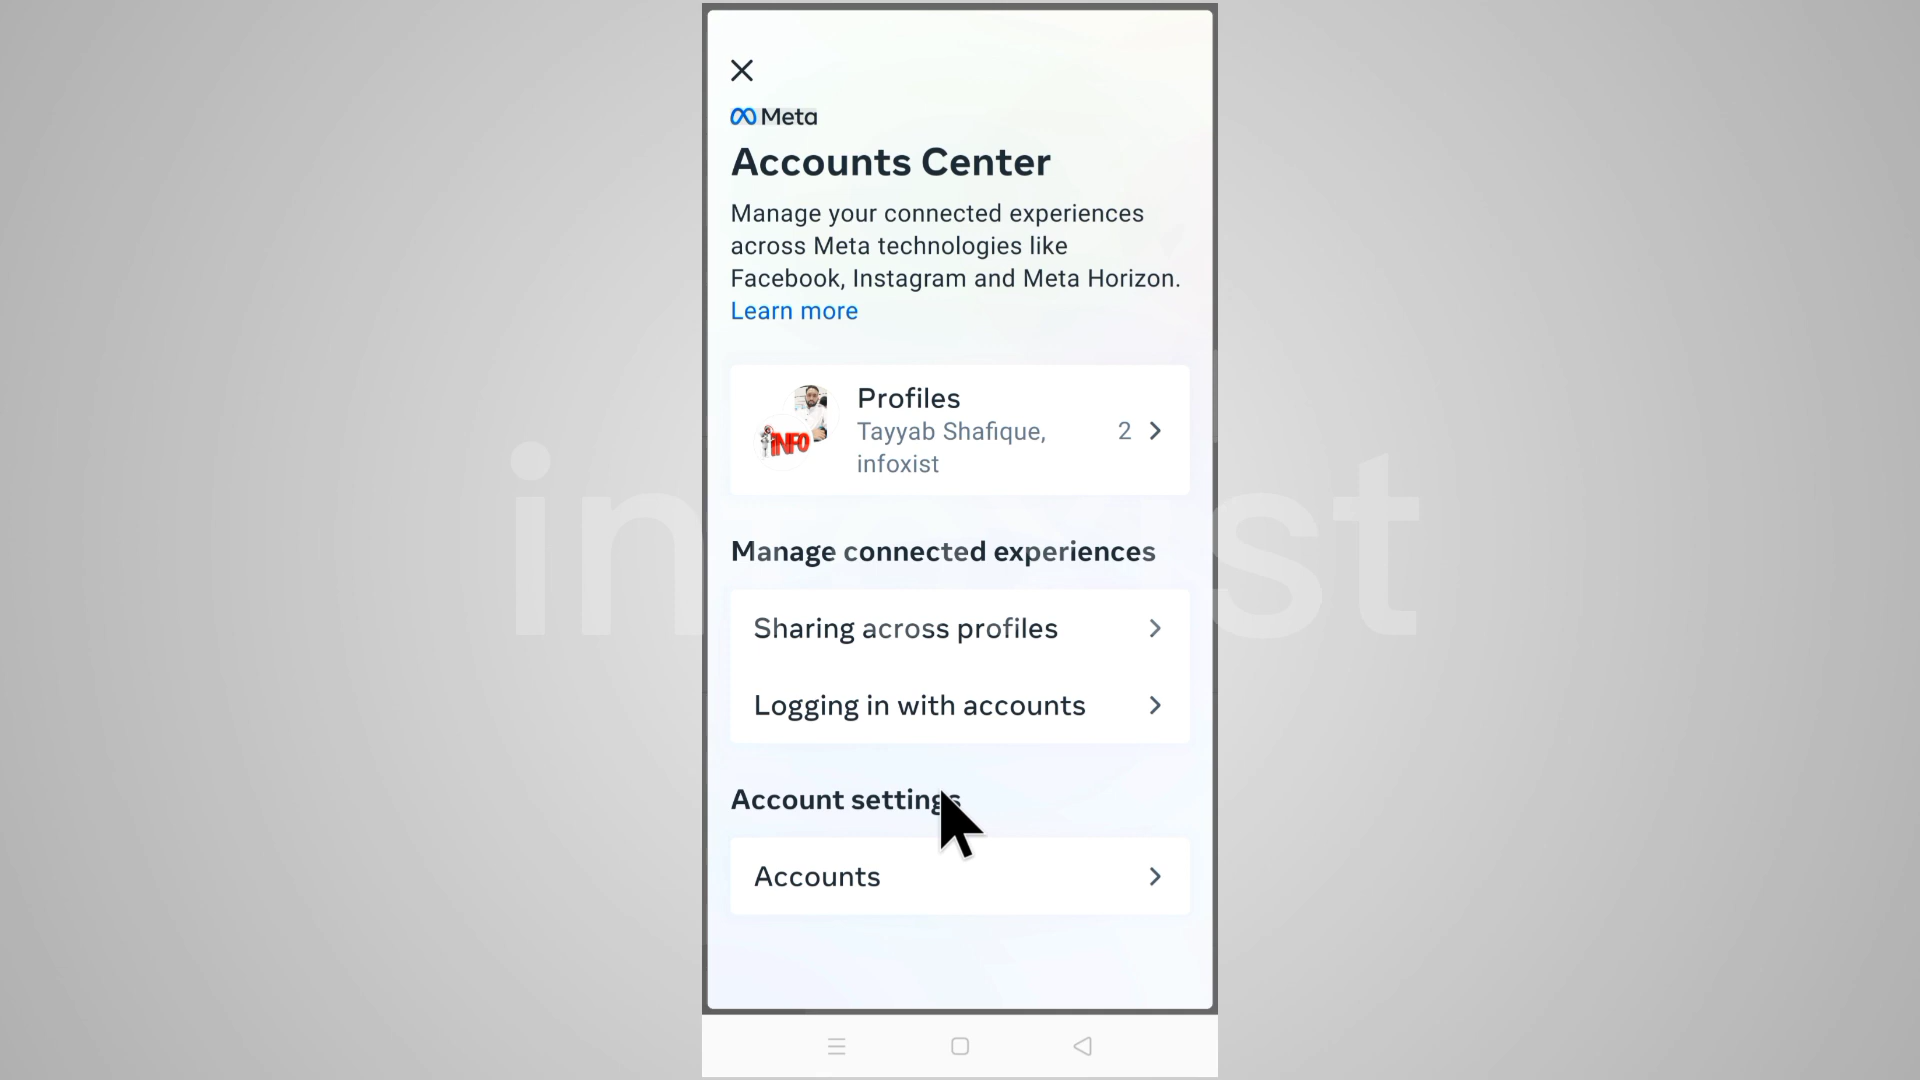 Meta
Accounts Center
Manage your connected experiences
across Meta technologies like
Facebook, Instagram and Meta Horizon.
Learn more
Profiles
Tayyab Shafique,
infoxist
2
INFO
Manage connected experiences
Sharing across profiles
Logging in with accounts
Account settings
Accounts
infoxist